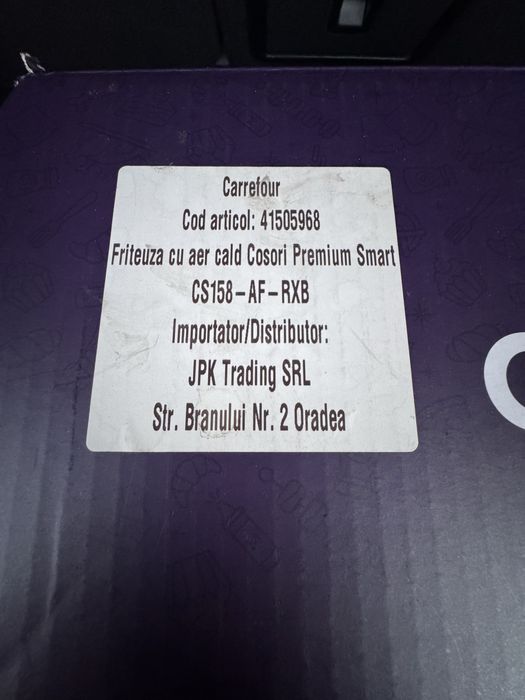 Carrefour
Cod articol: 41505968
Friteuza cu aer cald Cosori Premium Smart
CS158-AF-RXB
Importator/Distributor:
JPK Trading SRL
Str. Branului Nr. 2 Oradea